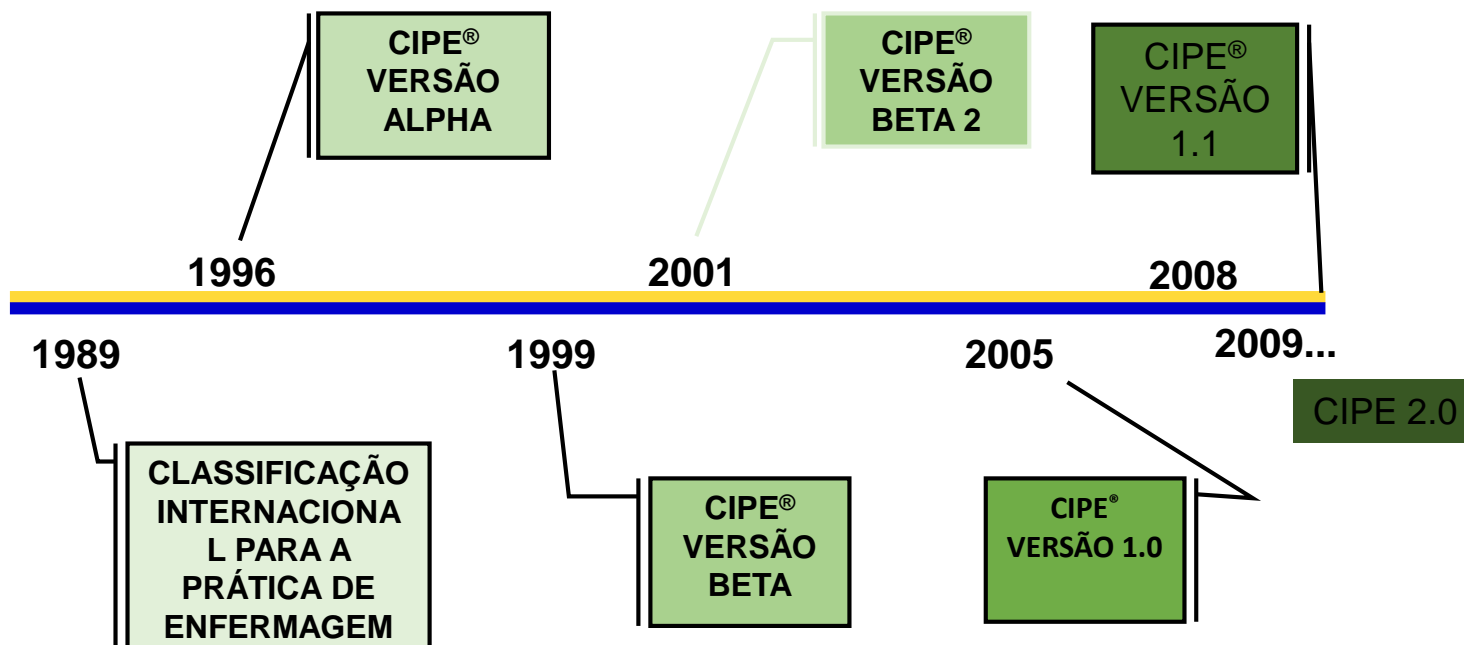 CIPE®
VERSÃO
ALPHA
CIPE®
VERSÃO
BETA 2
CIPE®
VERSÃO
1.1
1996
2001
2008
1989
1999
2005
2009...
CIPE 2.0
CLASSIFICAÇÃO
INTERNACIONA
L PARA A
PRÁTICA DE
ENFERMAGEM
CIPE®
VERSÃO
BETA
CIPE®
VERSÃO 1.0